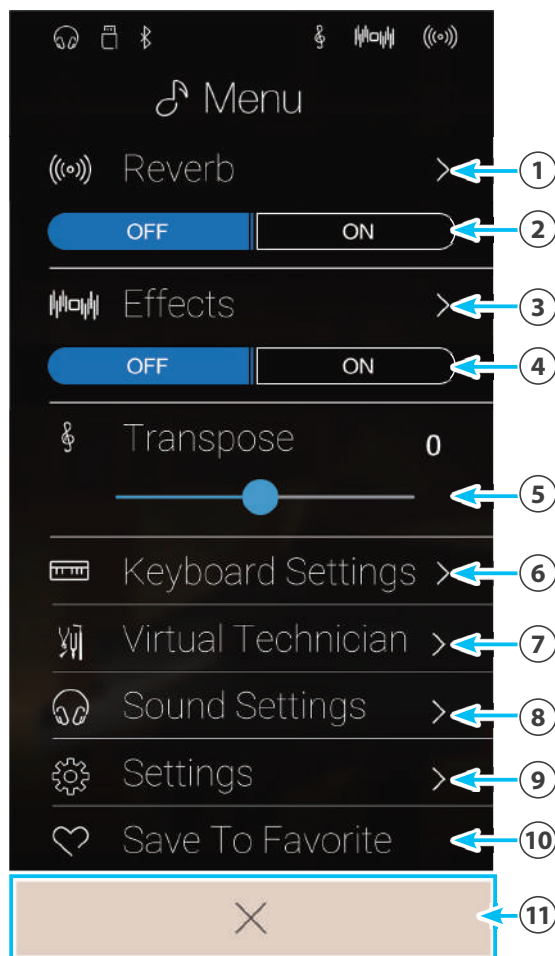 Menu
Reverb
1
OFF ON
2
Effects
3
OFF ON
4
Transpose 0
5
Keyboard Settings
6
Virtual Technician
7
Sound Settings
8
Settings
9
Save To Favorite
10
11